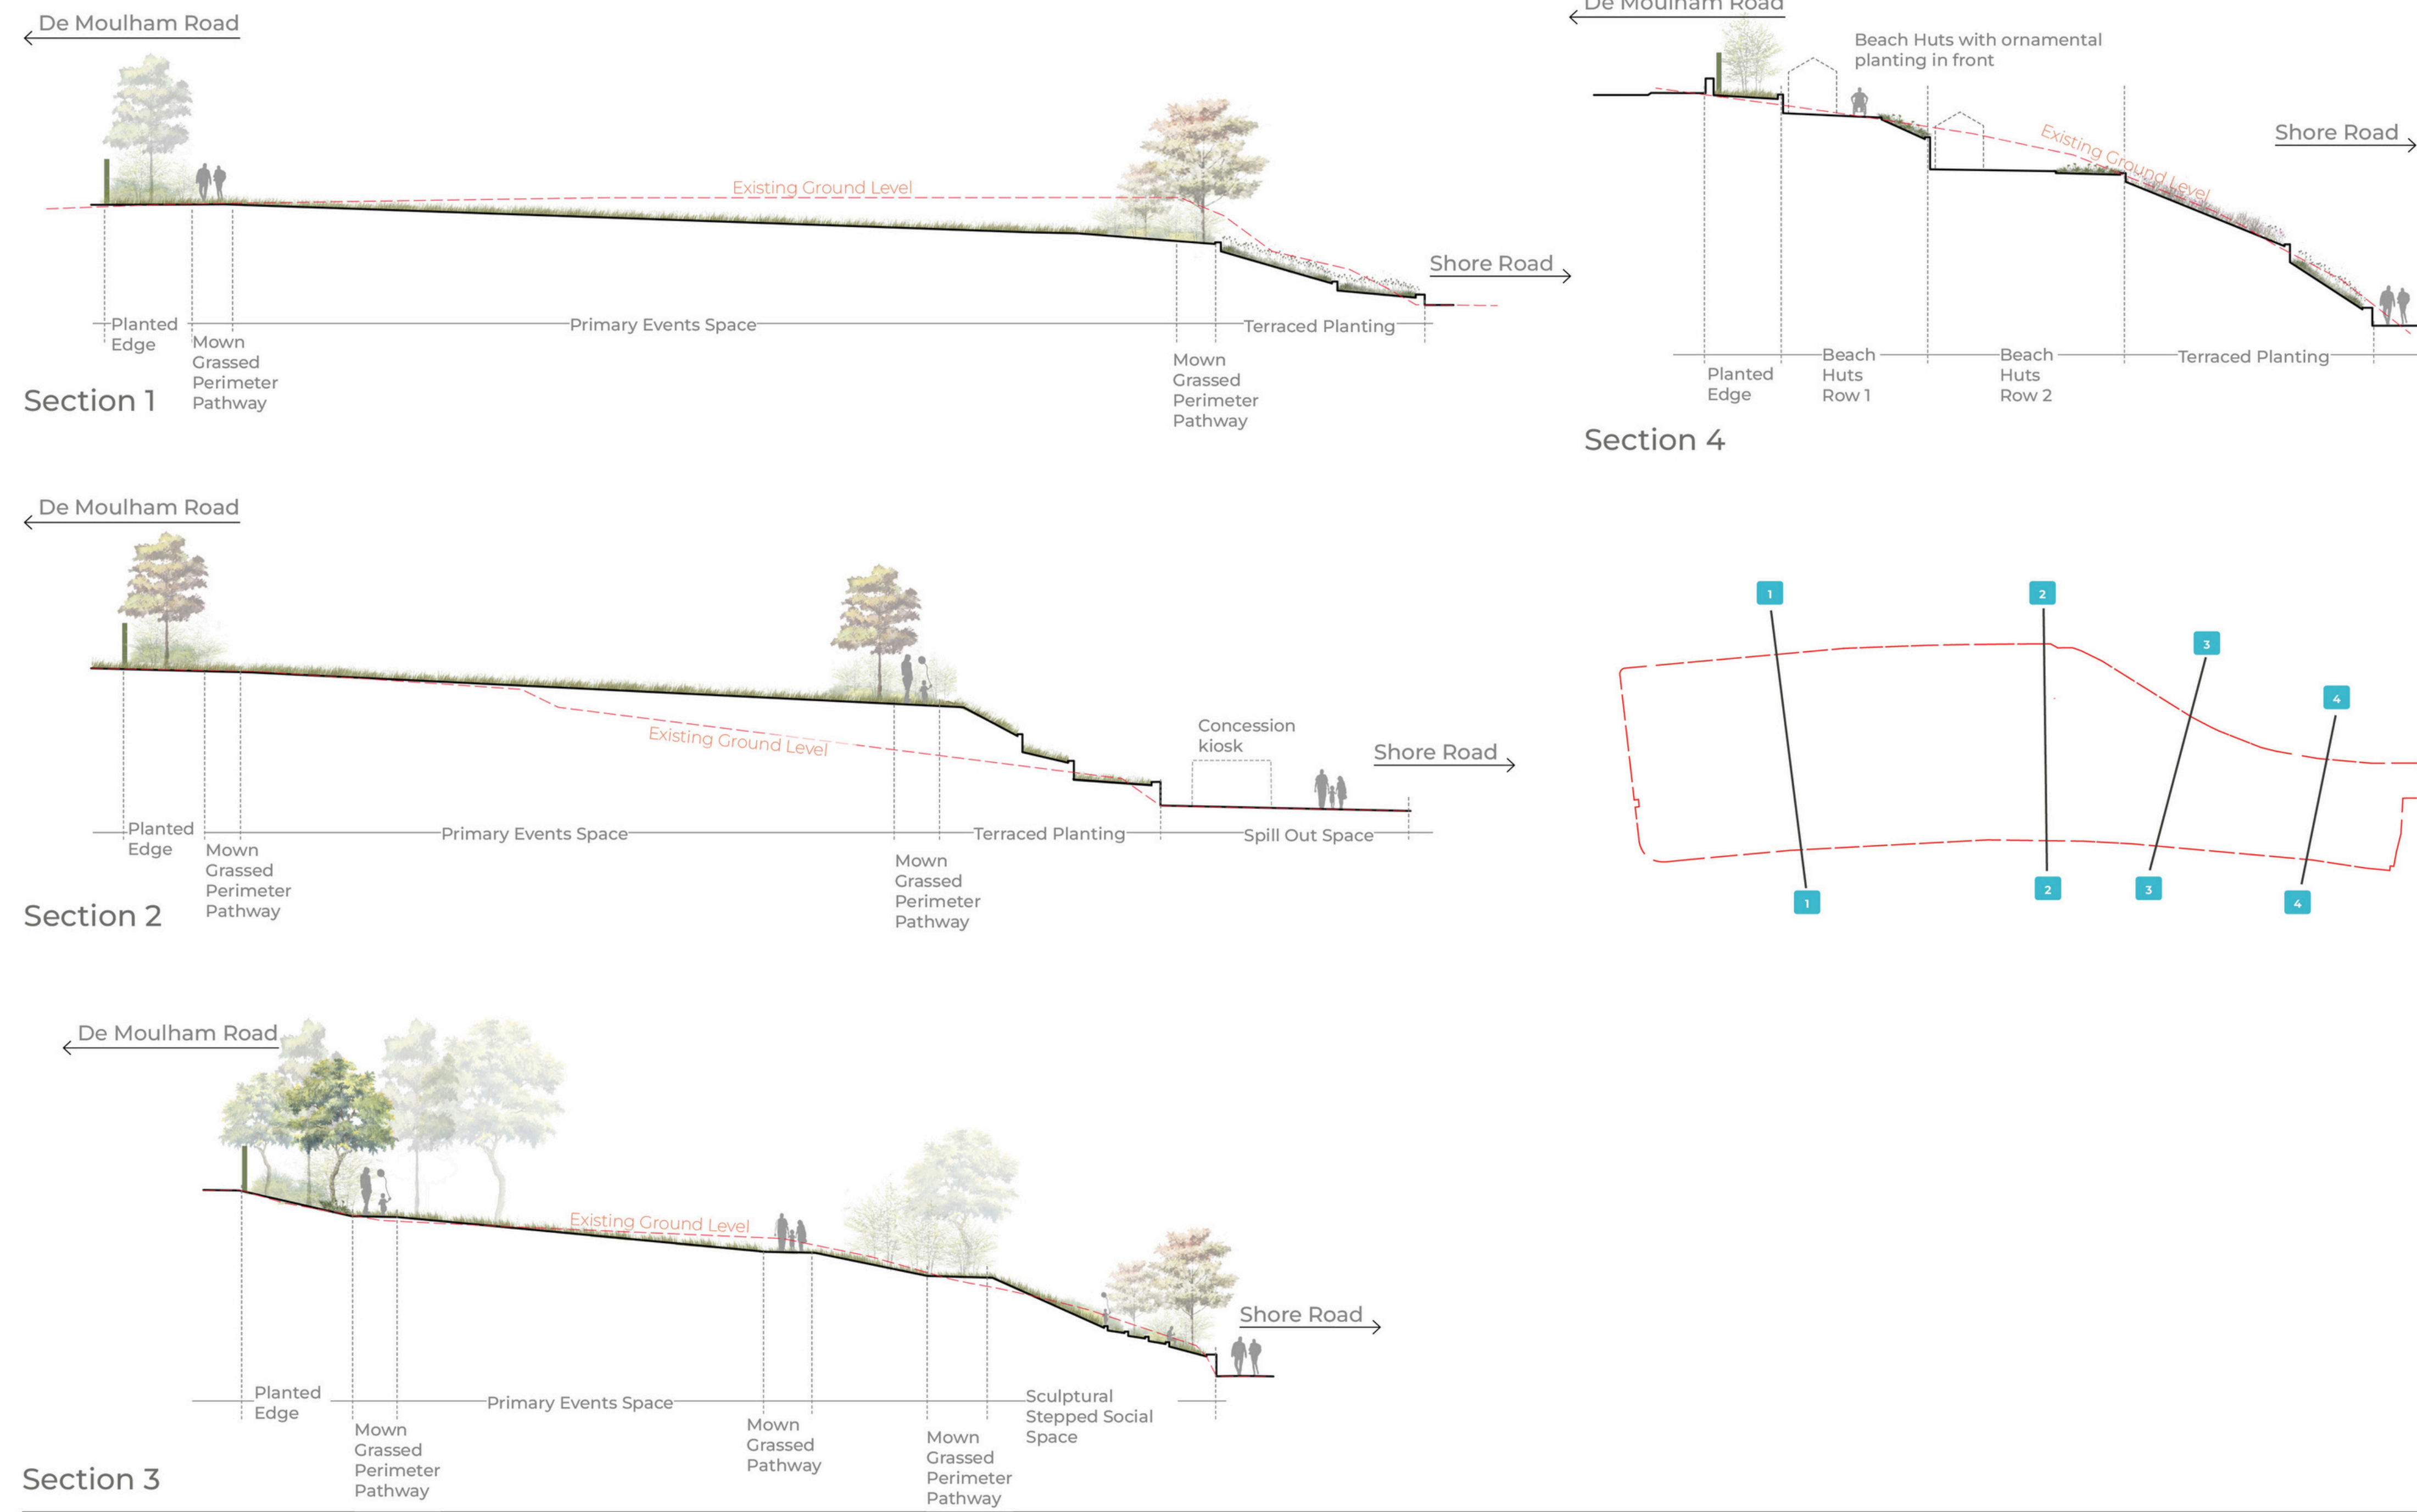 De Moulham Road
Existing Ground Level
Shore Road
Planted
Edge
Mown
Grassed
Perimeter
Pathway
Primary Events Space
Mown
Grassed
Perimeter
Pathway
Terraced Planting
Section 1
De Moulham Road
Beach Huts with ornamental
planting in front
Existing Ground Level
Shore Road
Planted
Edge
Beach
Huts
Row 1
Beach
Huts
Row 2
Terraced Planting
Section 4
De Moulham Road
Existing Ground Level
Concession
kiosk
Shore Road
Planted
Edge
Mown
Grassed
Perimeter
Pathway
Primary Events Space
Mown
Grassed
Perimeter
Pathway
Terraced Planting
Spill Out Space
Section 2
1
2
3
4
1
2
3
4
De Moulham Road
Existing Ground Level
Shore Road
Planted
Edge
Mown
Grassed
Perimeter
Pathway
Primary Events Space
Mown
Grassed
Pathway
Mown
Grassed
Perimeter
Pathway
Sculptural
Stepped Social
Space
Section 3